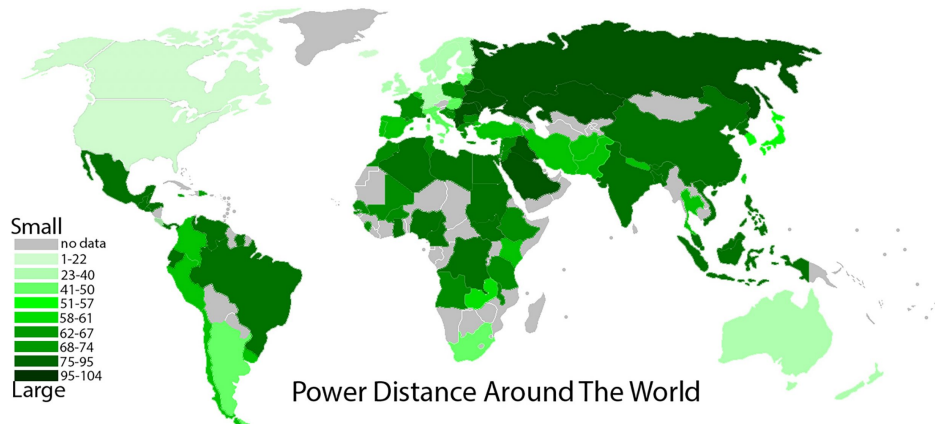 Small
no data
1-22
23-40
41-50
51-57
58-61
62-67
68-74
75-95
95-104
Large
Power Distance Around The World